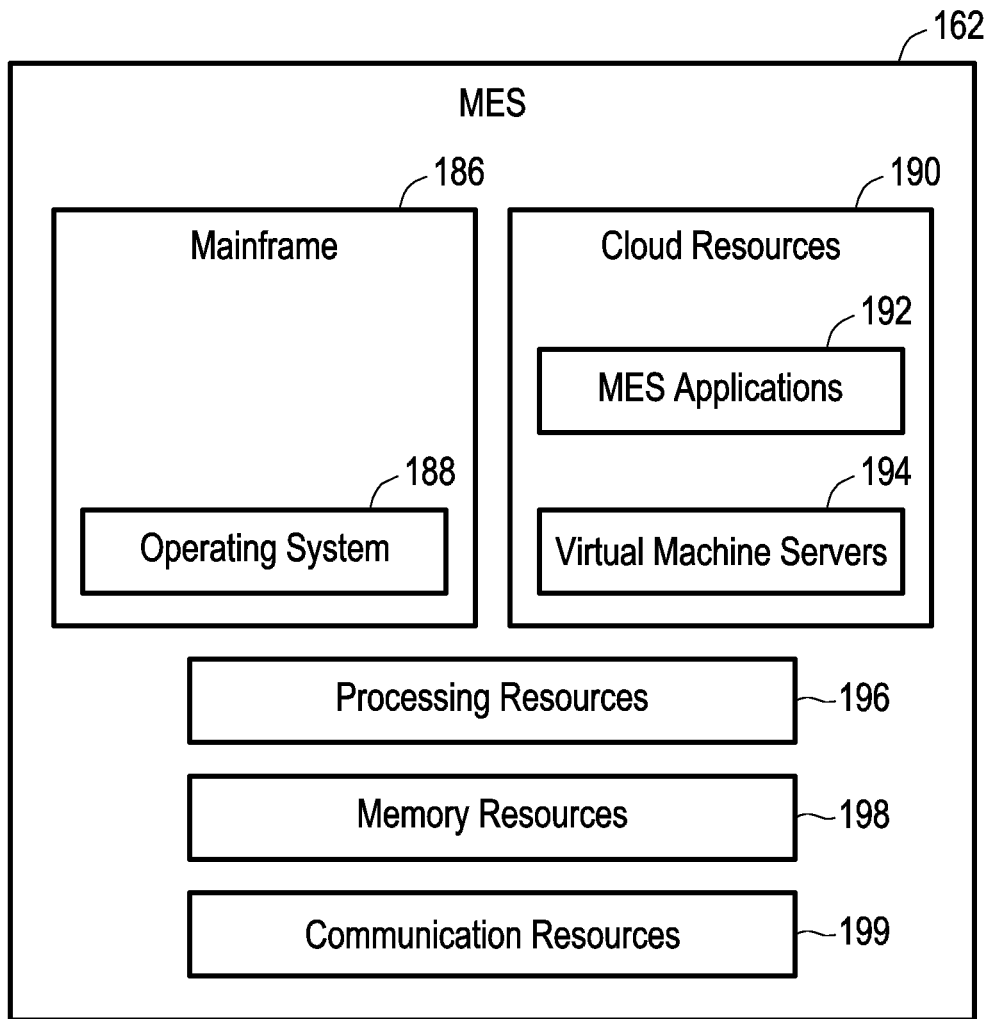 162
MES
186
190
Mainframe
Cloud Resources
192
MES Applications
188
194
Operating System
Virtual Machine Servers
Processing Resources
196
Memory Resources
198
Communication Resources
199